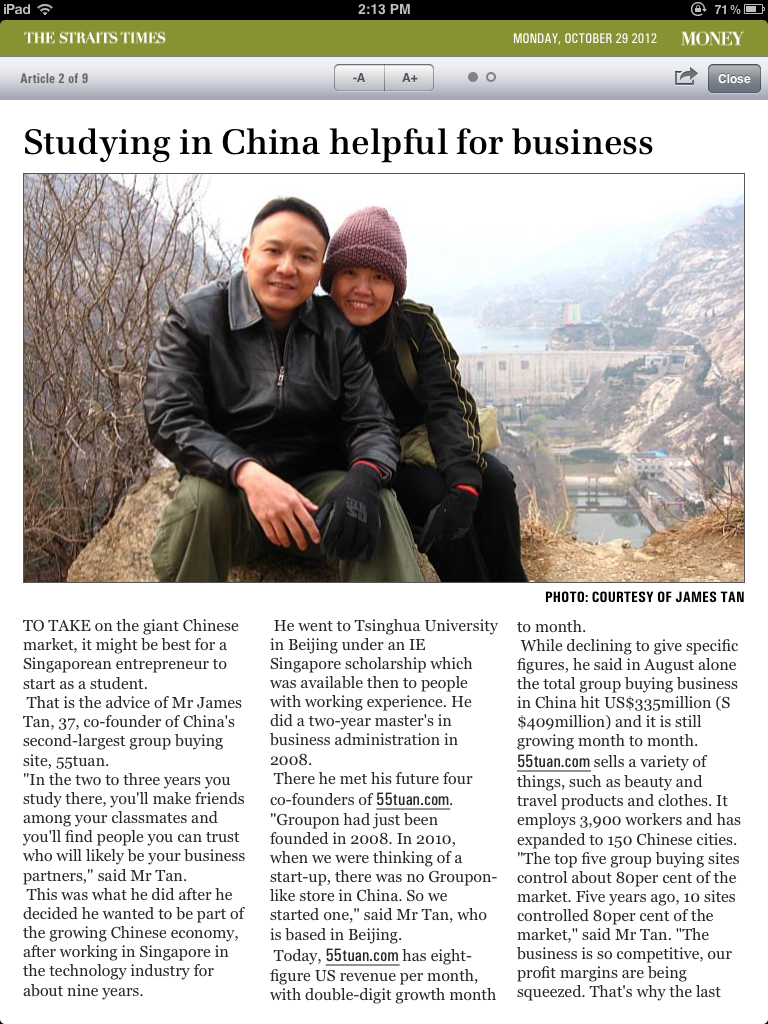 iPad
2:13 PM
71%
THE STRAITS TIMES
MONDAY, OCTOBER 29 2012
MONEY
Article 2 of 9
-A
A+
Close
Studying in China helpful for business
PHOTO: COURTESY OF JAMES TAN
TO TAKE on the giant Chinese
market, it might be best for a
Singaporean entrepreneur to
start as a student.
That is the advice of Mr James
Tan, 37, co-founder of China's
second-largest group buying
site, 55tuan.
"In the two to three years you
study there, you'll make friends
among your classmates and
you'll find people you can trust
who will likely be your business
partners," said Mr Tan.
This was what he did after he
decided he wanted to be part of
the growing Chinese economy,
after working in Singapore in
the technology industry for
about nine years.
He went to Tsinghua University
in Beijing under an IE
Singapore scholarship which
was available then to people
with working experience. He
did a two-year master's in
business administration in
2008.
There he met his future four
co-founders of 55tuan.com.
"Groupon had just been
founded in 2008. In 2010,
when we were thinking of a
start-up, there was no Groupon-
like store in China. So we
started one," said Mr Tan, who
is based in Beijing.
Today, 55tuan.com has eight-
figure US revenue per month,
with double-digit growth month
to month.
While declining to give specific
figures, he said in August alone
the total group buying business
in China hit US$335million (S
$409million) and it is still
growing month to month.
55tuan.com sells a variety of
things, such as beauty and
travel products and clothes. It
employs 3,900 workers and has
expanded to 150 Chinese cities.
"The top five group buying sites
control about 80per cent of the
market. Five years ago, 10 sites
controlled 80per cent of the
market," said Mr Tan. "The
business is so competitive, our
profit margins are being
squeezed. That's why the last